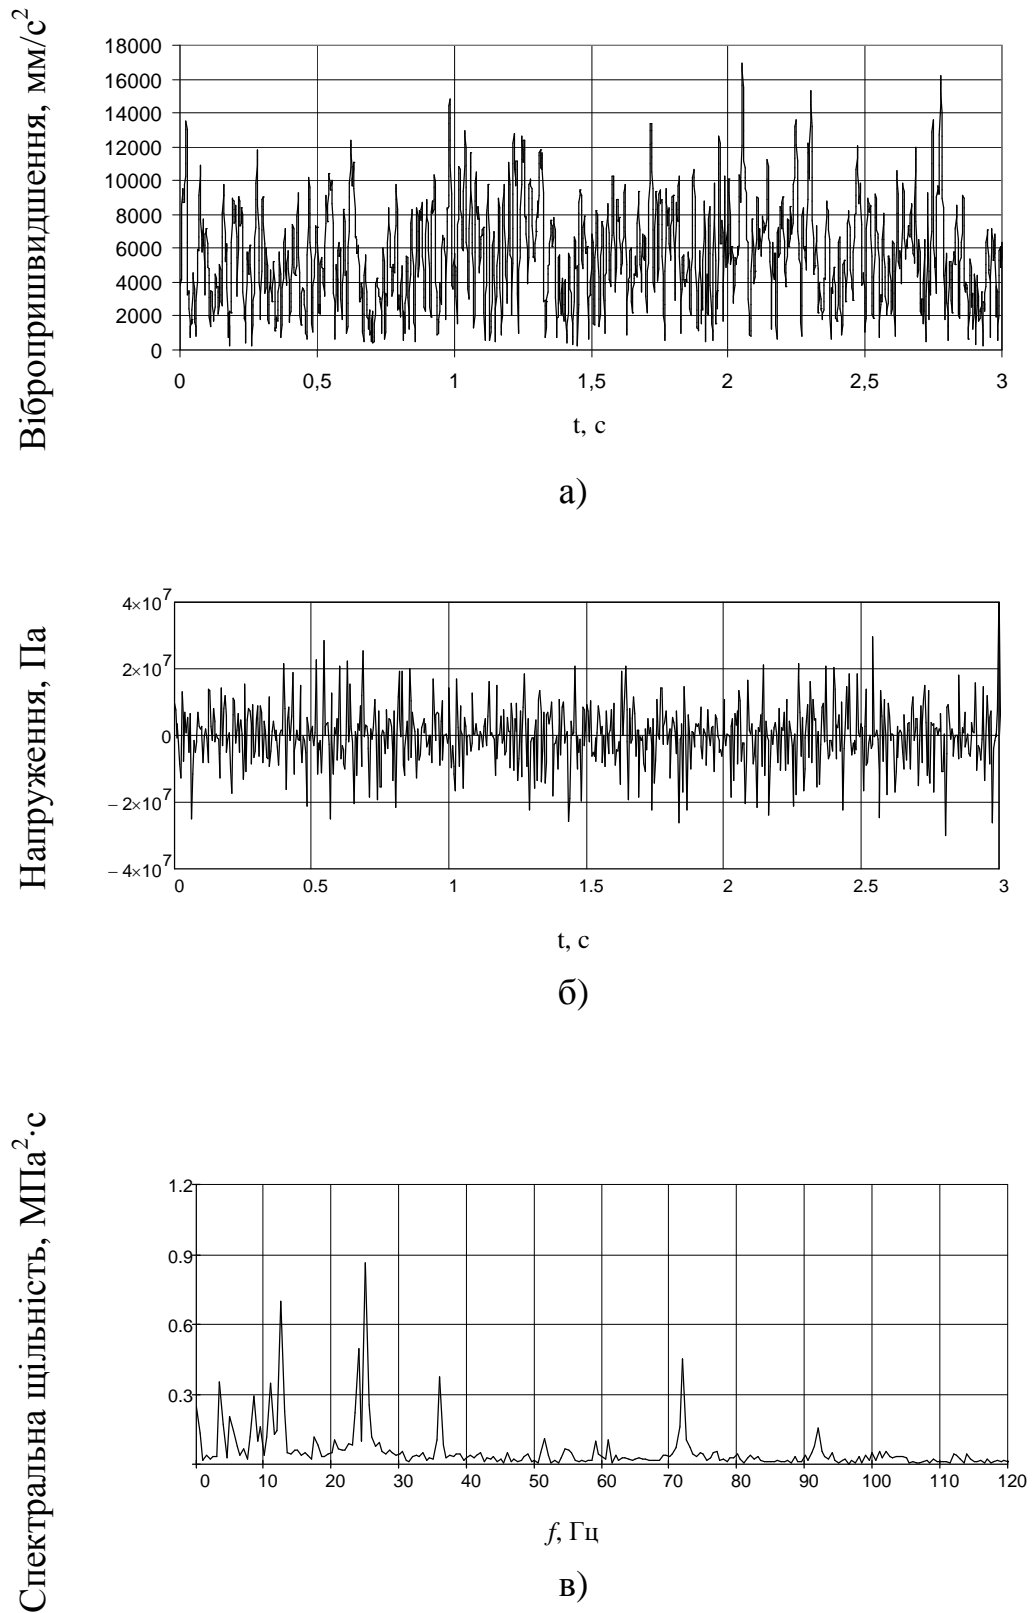 Вібропришвидшення, мм/с²
18000
16000
14000
12000
10000
8000
6000
4000
2000
0
0 0,5 1 1,5 2 2,5 3
t, с
а)
Напруження, Па
4×10⁷
2×10⁷
0
– 2×10⁷
– 4×10⁷
0 0.5 1 1.5 2 2.5 3
t, с
б)
Спектральна щільність, МПа²·с
1.2
0.9
0.6
0.3
0 10 20 30 40 50 60 70 80 90 100 110 120
f, Гц
в)